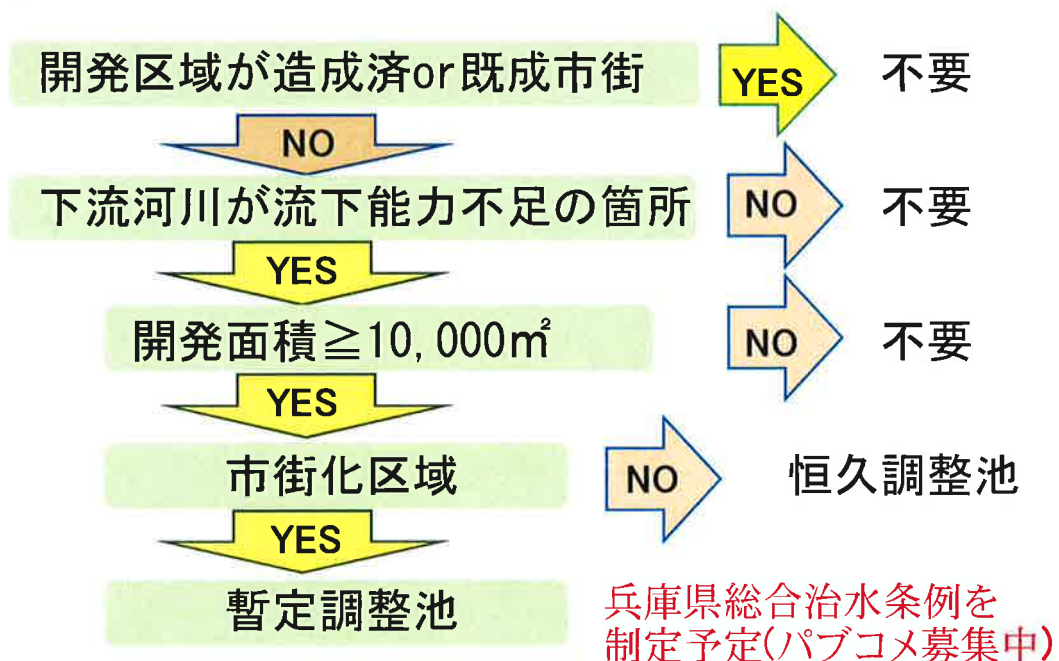 開発区域が造成済or既成市街
YES
不要
NO
下流河川が流下能力不足の箇所
NO
不要
YES
開発面積≧10,000㎡
NO
不要
YES
市街化区域
NO
恒久調整池
YES
暫定調整池
兵庫県総合治水条例を
制定予定(パブコメ募集中)